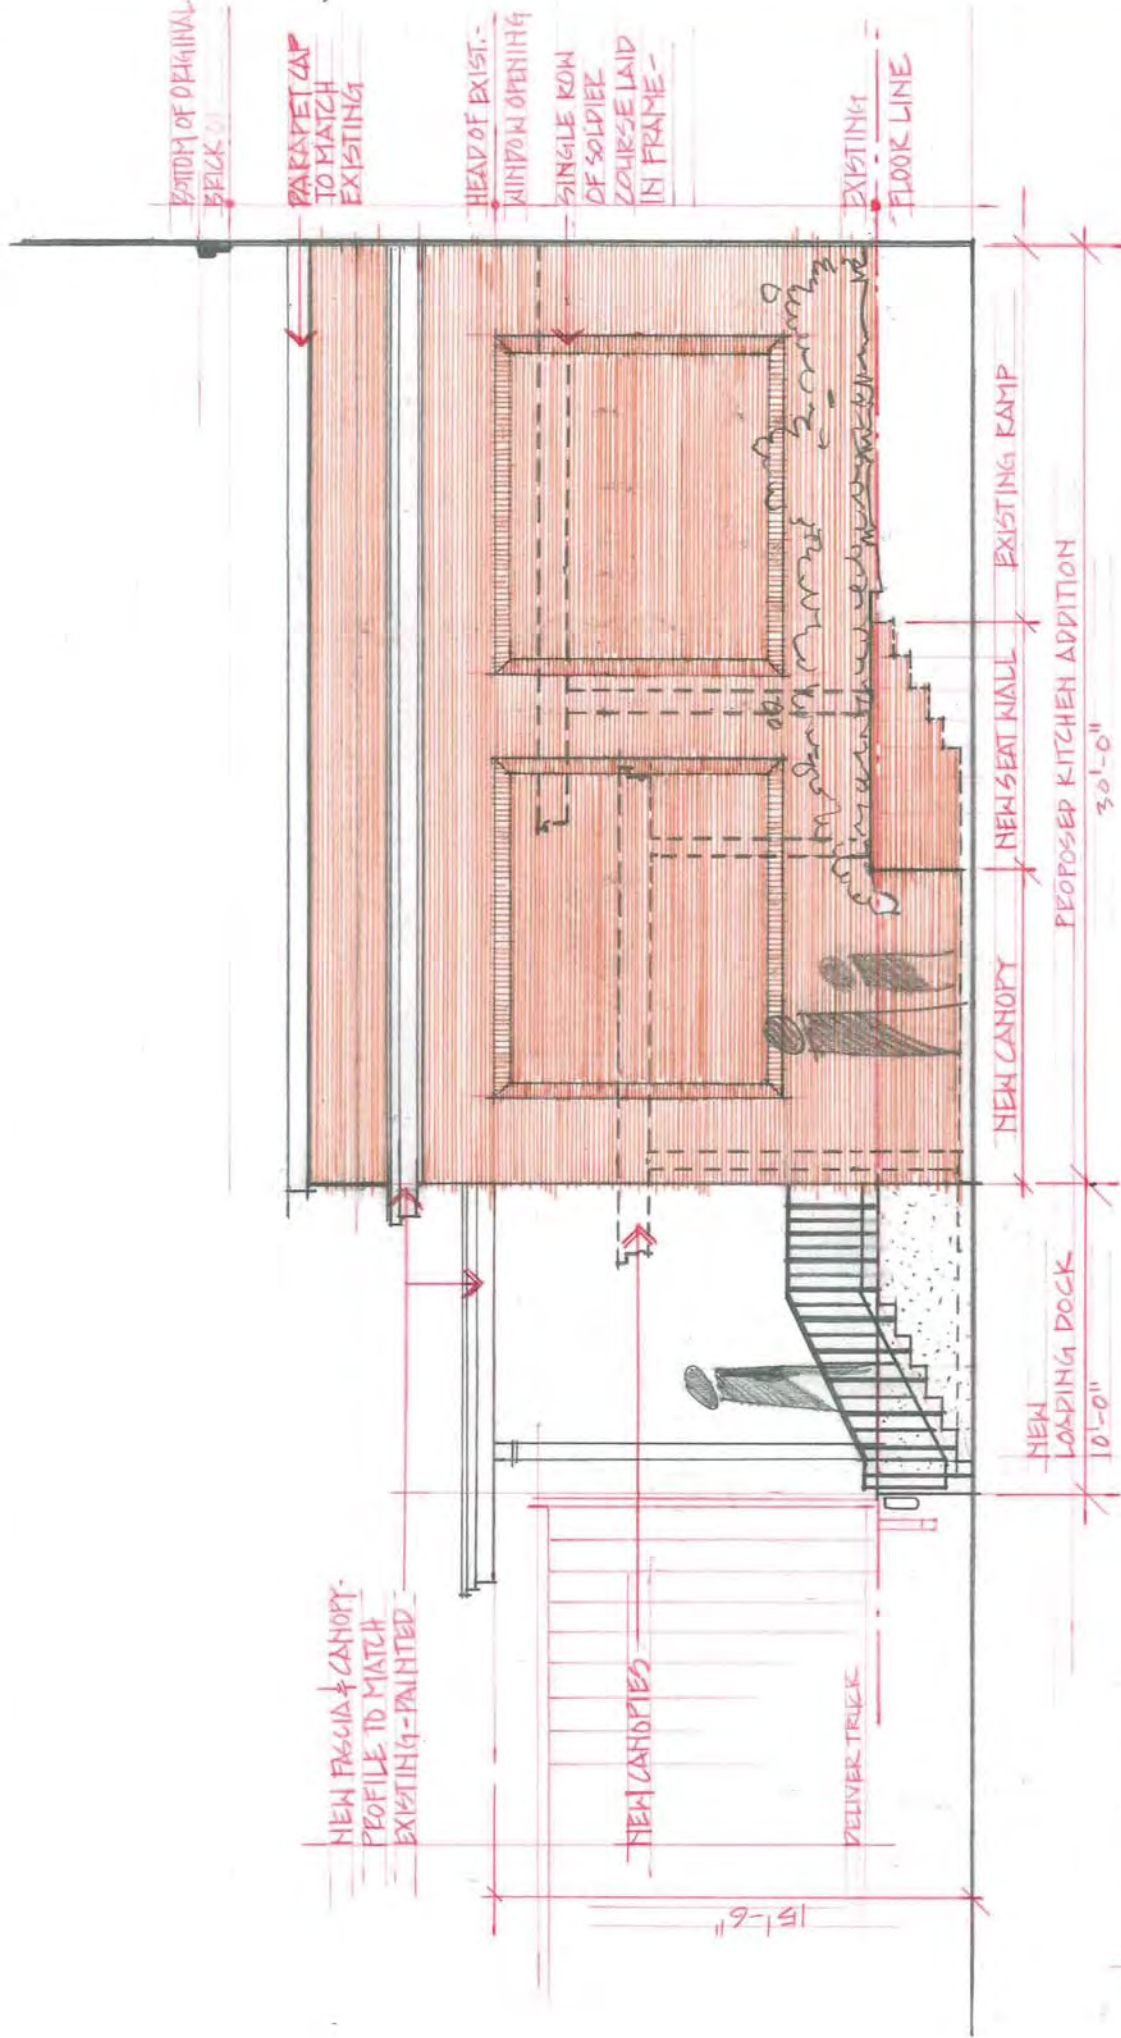 BOTTOM OF ORIGINAL
BRICK
PARAPET CAP
TO MATCH
EXISTING
HEAD OF EXIST.-
WINDOW OPENING
SINGLE ROW
OF SOLDIER
COURSE LAID
IN FRAME-
EXISTING
FLOOR LINE
NEW FASCIA & CANOPY-
PROFILE TO MATCH
EXISTING-PAINTED
NEW CANOPIES
DELIVER TRUCK
15'-6"
NEW
LOADING DOCK
10'-0"
NEW CANOPY
NEW SEAT WALL
EXISTING RAMP
PROPOSED KITCHEN ADDITION
30'-0"